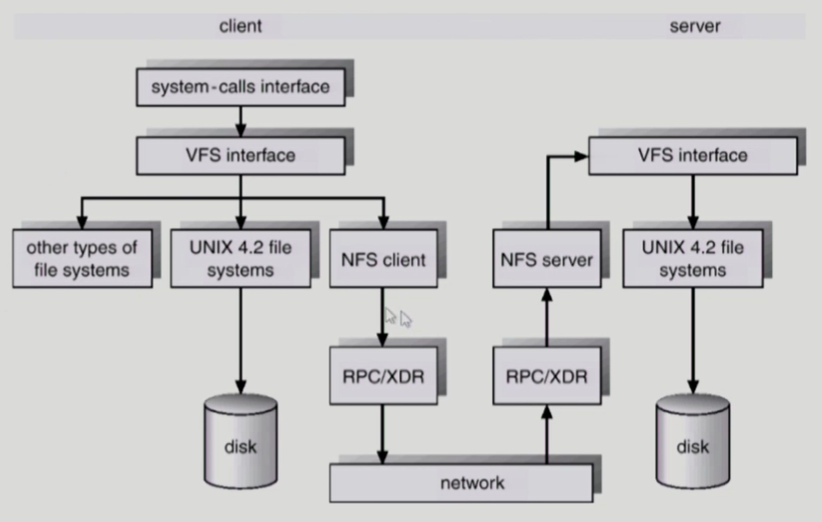 client
server
system-calls interface
VFS interface
VFS interface
other types of
file systems
UNIX 4.2 file
systems
NFS client
NFS server
UNIX 4.2 file
systems
RPC/XDR
RPC/XDR
disk
disk
network